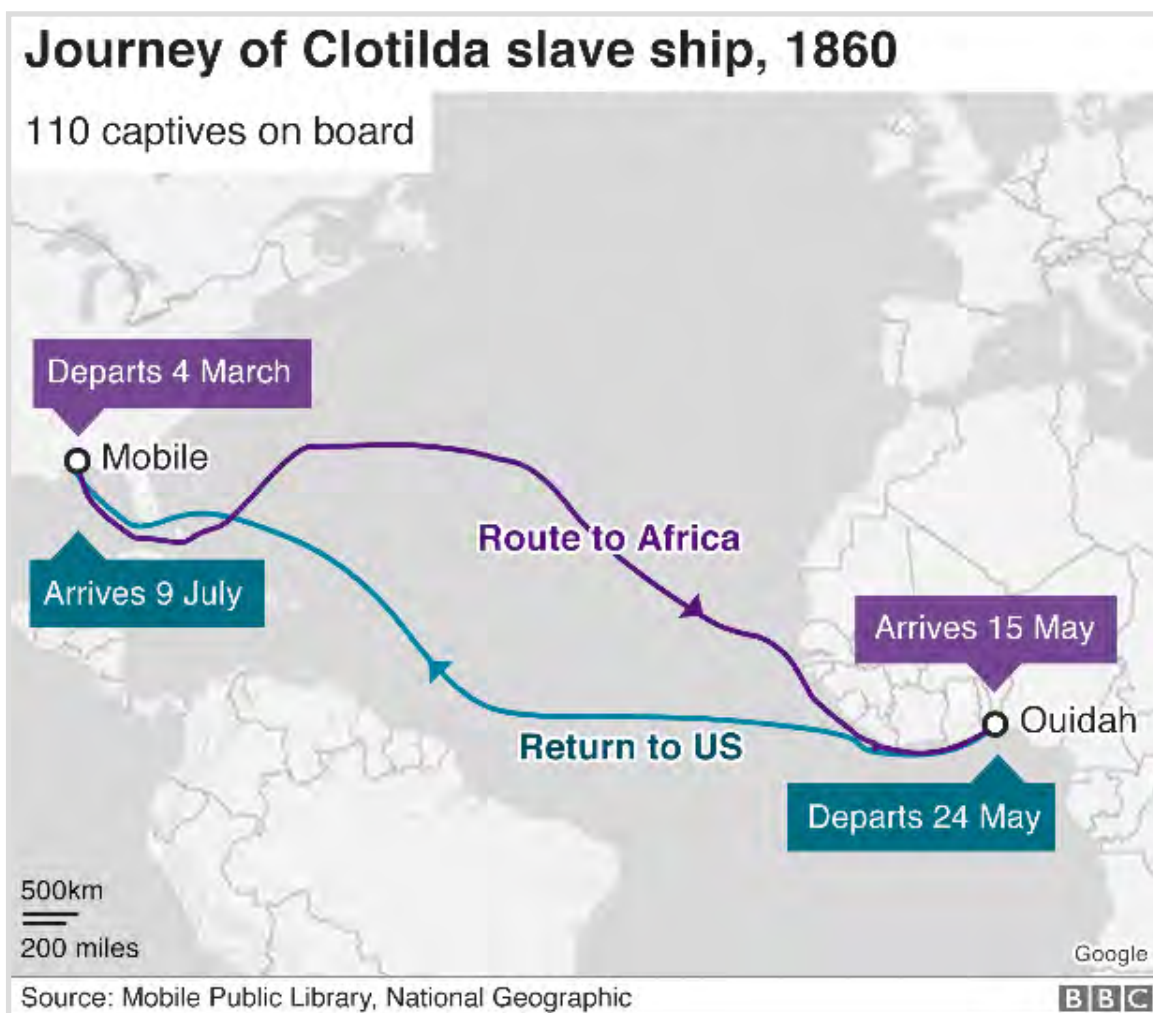 Journey of Clotilda slave ship, 1860
110 captives on board
Departs 4 March
Mobile
Route to Africa
Arrives 9 July
Arrives 15 May
Ouidah
Return to US
Departs 24 May
500km
200 miles
Google
Source: Mobile Public Library, National Geographic
BBC